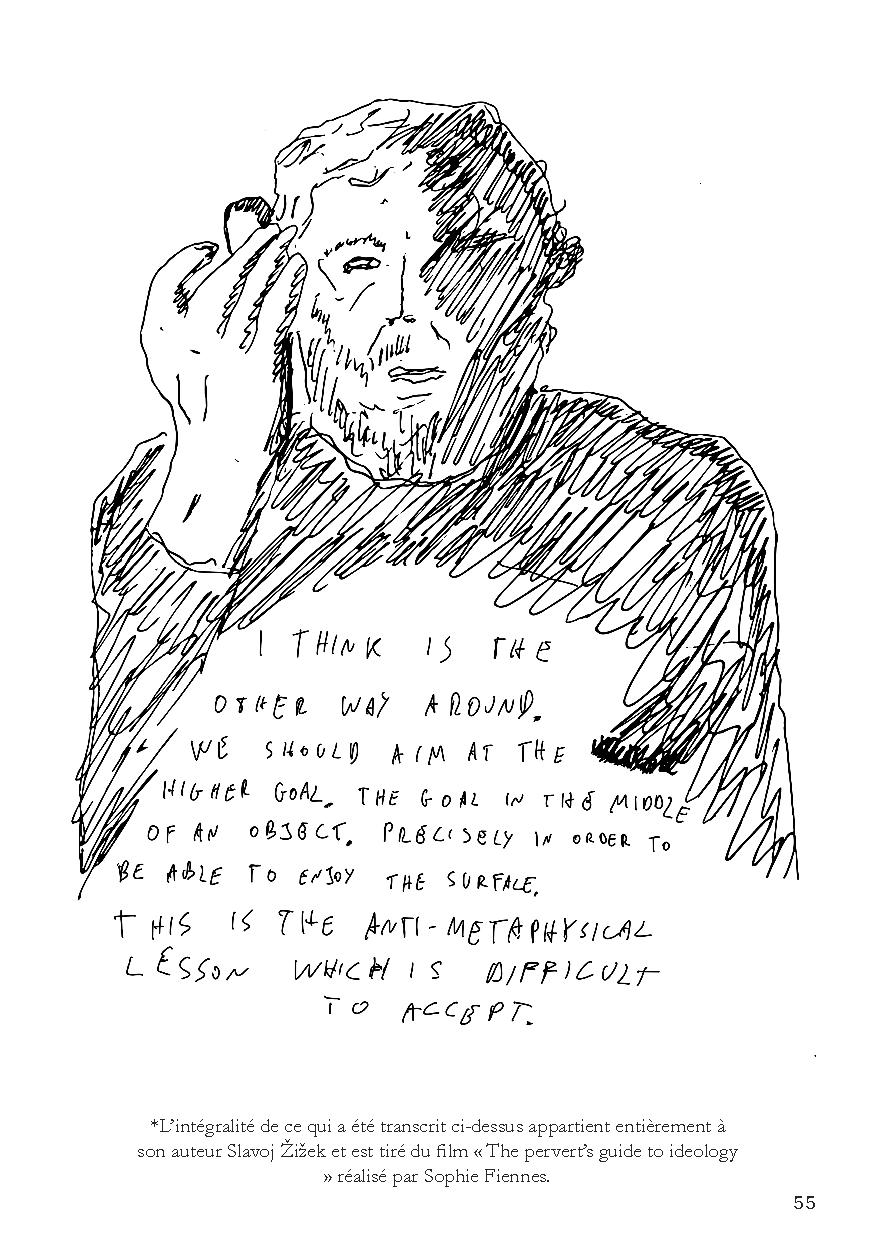 I THINK IS THE
OTHER WAY AROUND.
WE SHOULD AIM AT THE
HIGHER GOAL. THE GOAL IN THE MIDDLE
OF AN OBJECT. PRECISELY IN ORDER TO
BE ABLE TO ENJOY THE SURFACE.
THIS IS THE ANTI-METAPHYSICAL
LESSON WHICH IS DIFFICULT
TO ACCEPT.
*L'intégralité de ce qui a été transcrit ci-dessus appartient entièrement à
son auteur Slavoj Žižek et est tiré du film « The pervert's guide to ideology
» réalisé par Sophie Fiennes.
55